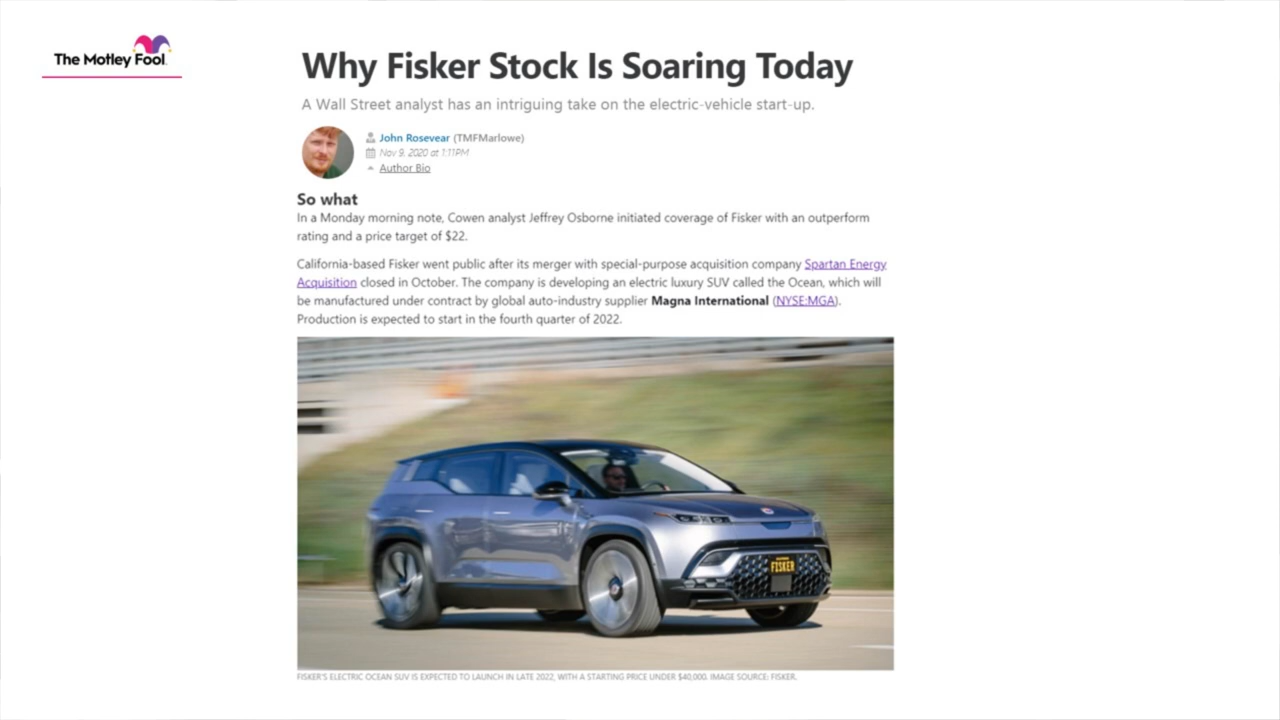 The Motley Fool
Why Fisker Stock Is Soaring Today
A Wall Street analyst has an intriguing take on the electric-vehicle start-up.
John Rosevear (TMFMarlowe)
Nov 9, 2020 at 1:11PM
Author Bio
So what
In a Monday morning note, Cowen analyst Jeffrey Osborne initiated coverage of Fisker with an outperform
rating and a price target of $22.
California-based Fisker went public after its merger with special-purpose acquisition company Spartan Energy
Acquisition closed in October. The company is developing an electric luxury SUV called the Ocean, which will
be manufactured under contract by global auto-industry supplier Magna International (NYSE:MGA).
Production is expected to start in the fourth quarter of 2022.
FISKER
FISKER'S ELECTRIC OCEAN SUV IS EXPECTED TO LAUNCH IN LATE 2022, WITH A STARTING PRICE UNDER $40,000. IMAGE SOURCE: FISKER.